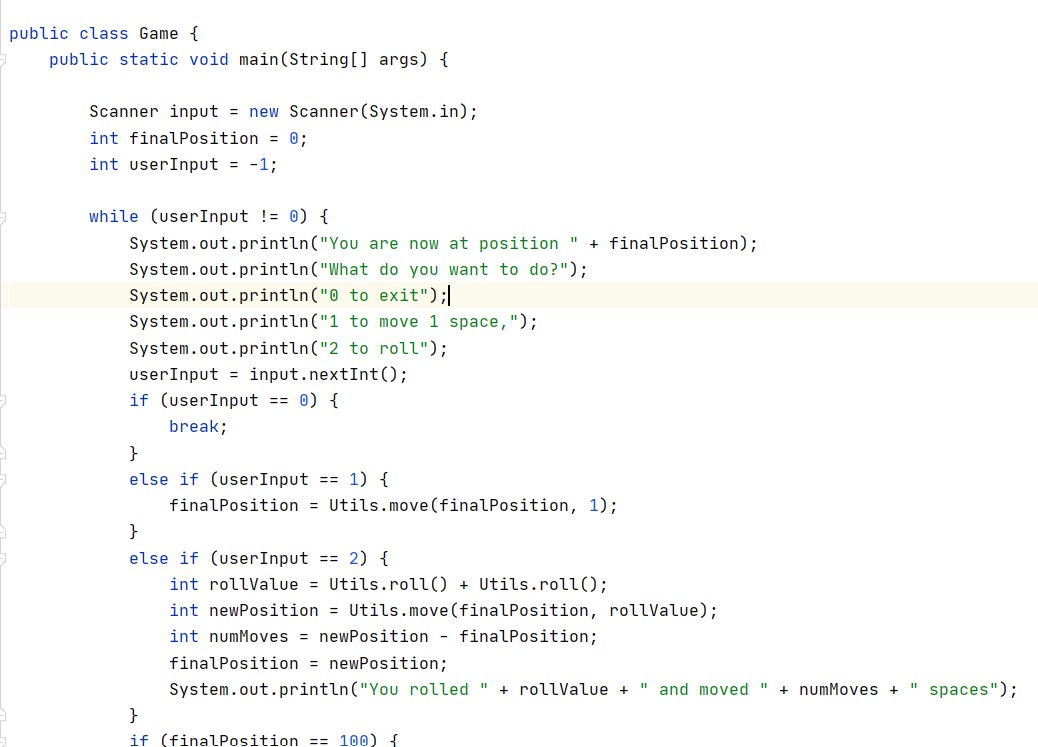 public class Game {
    public static void main(String[] args) {

        Scanner input = new Scanner(System.in);
        int finalPosition = 0;
        int userInput = -1;

        while (userInput != 0) {
            System.out.println("You are now at position " + finalPosition);
            System.out.println("What do you want to do?");
            System.out.println("0 to exit");
            System.out.println("1 to move 1 space,");
            System.out.println("2 to roll");
            userInput = input.nextInt();
            if (userInput == 0) {
                break;
            }
            else if (userInput == 1) {
                finalPosition = Utils.move(finalPosition, 1);
            }
            else if (userInput == 2) {
                int rollValue = Utils.roll() + Utils.roll();
                int newPosition = Utils.move(finalPosition, rollValue);
                int numMoves = newPosition - finalPosition;
                finalPosition = newPosition;
                System.out.println("You rolled " + rollValue + " and moved " + numMoves + " spaces");
            }
            if (finalPosition == 100) {